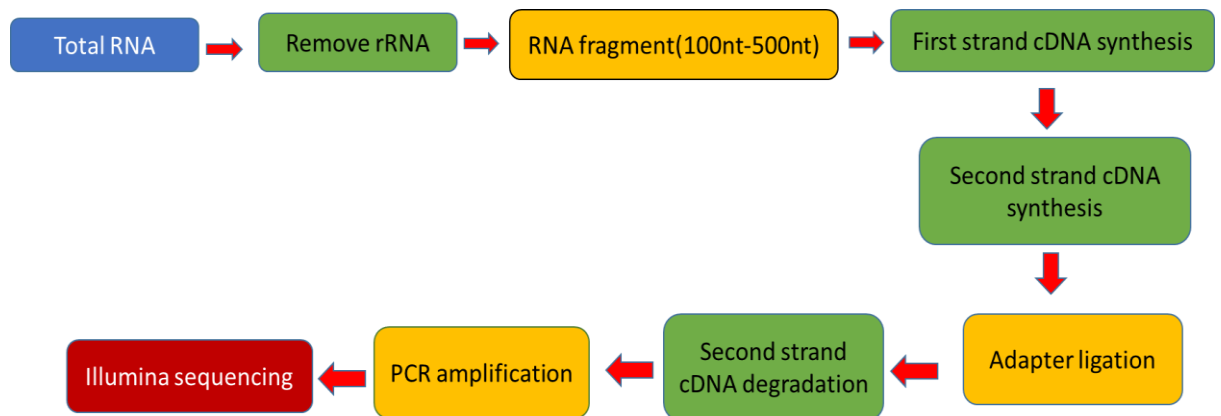 Total RNA
Remove rRNA
RNA fragment(100nt-500nt)
First strand cDNA synthesis
Second strand cDNA
synthesis
Adapter ligation
Second strand
cDNA degradation
PCR amplification
Illumina sequencing